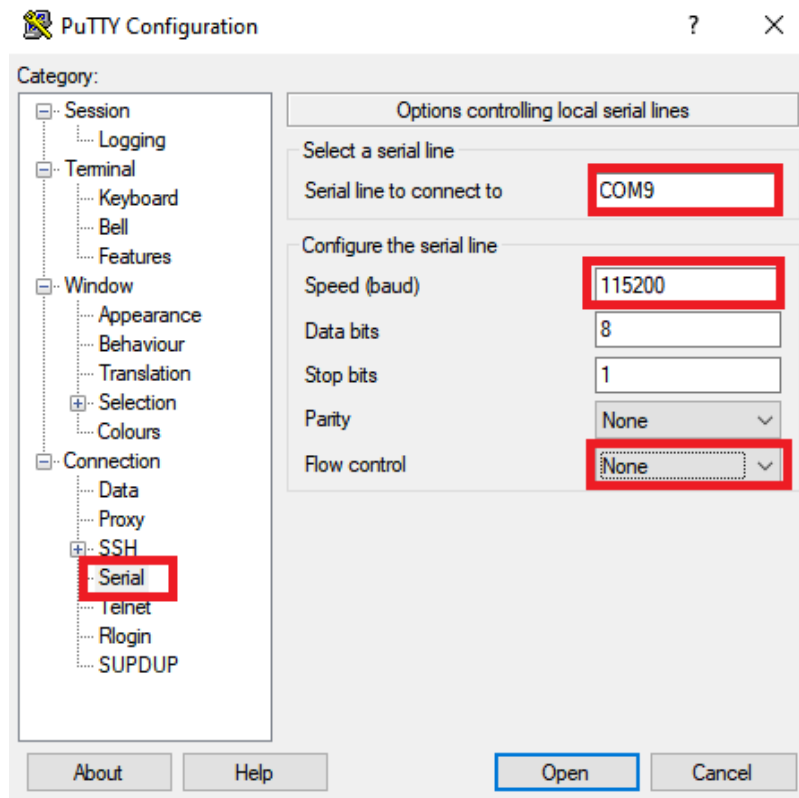 PuTTY Configuration
?
Category:
Session
Logging
Terminal
Keyboard
Bell
Features
Window
Appearance
Behaviour
Translation
Selection
Colours
Connection
Data
Proxy
SSH
Serial
Telnet
Rlogin
SUPDUP
Options controlling local serial lines
Select a serial line
Serial line to connect to COM9
Configure the serial line
Speed (baud) 115200
Data bits 8
Stop bits 1
Parity None
Flow control None
About Help Open Cancel